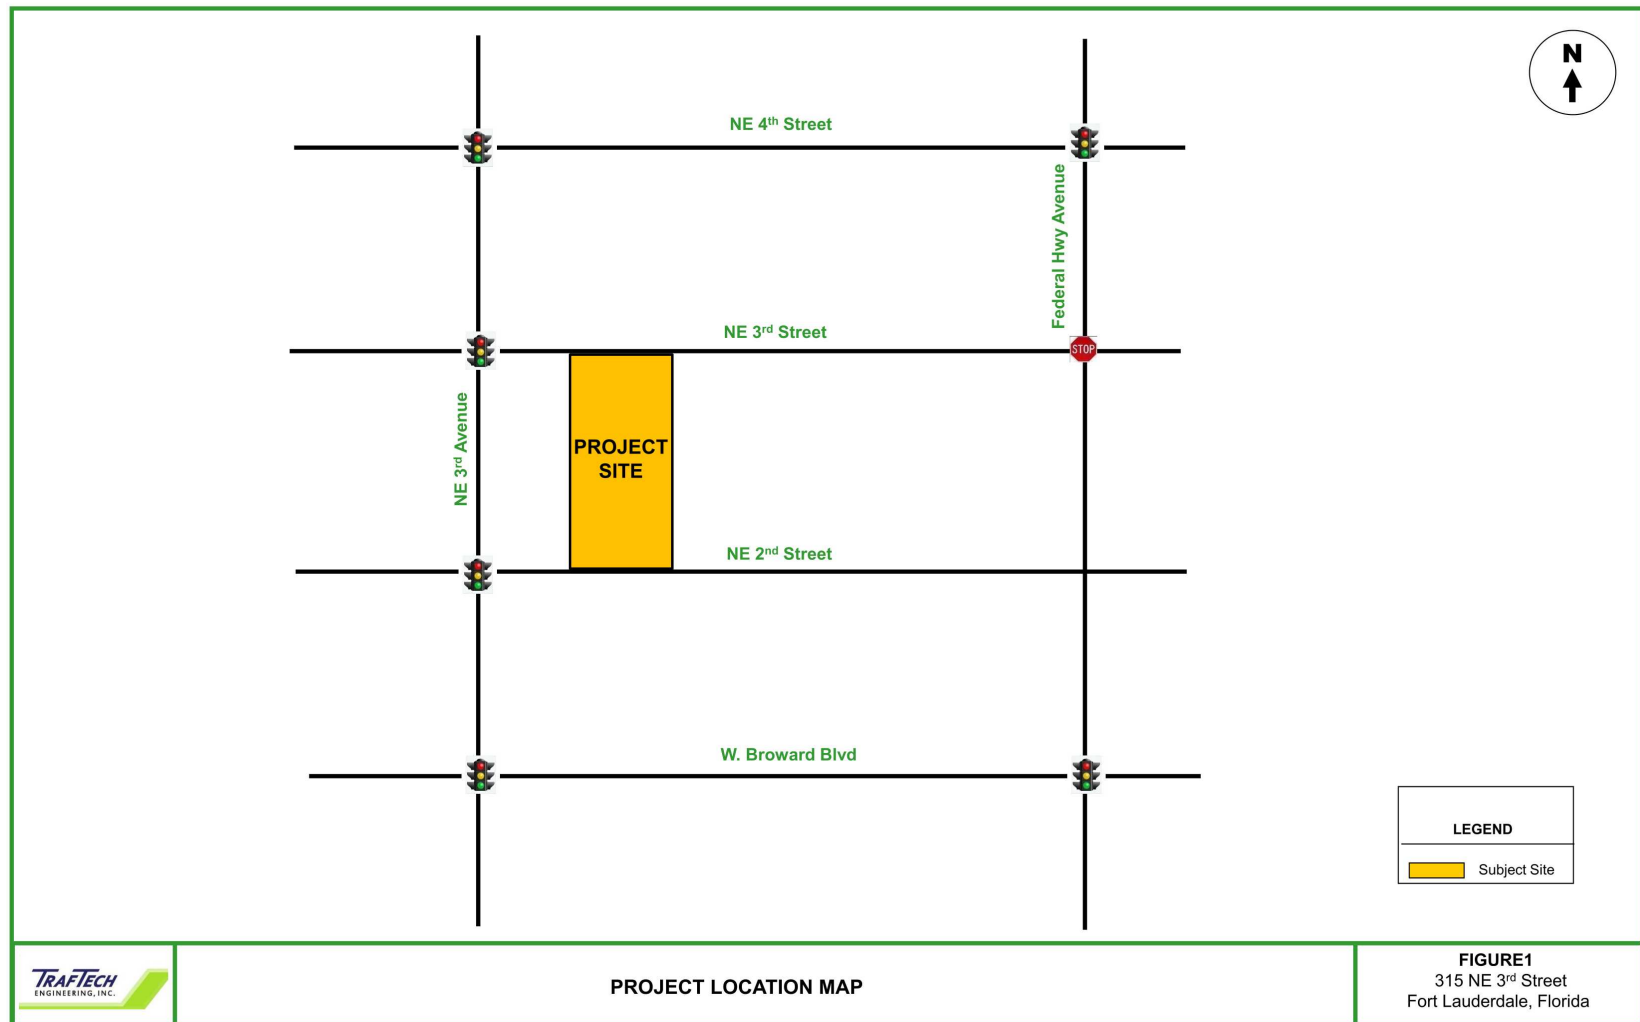 N
NE 4th Street
Federal Hwy Avenue
NE 3rd Street
STOP
NE 3rd Avenue
PROJECT
SITE
NE 2nd Street
W. Broward Blvd
LEGEND
Subject Site
TRAFTECH
ENGINEERING, INC.
PROJECT LOCATION MAP
FIGURE1
315 NE 3rd Street
Fort Lauderdale, Florida